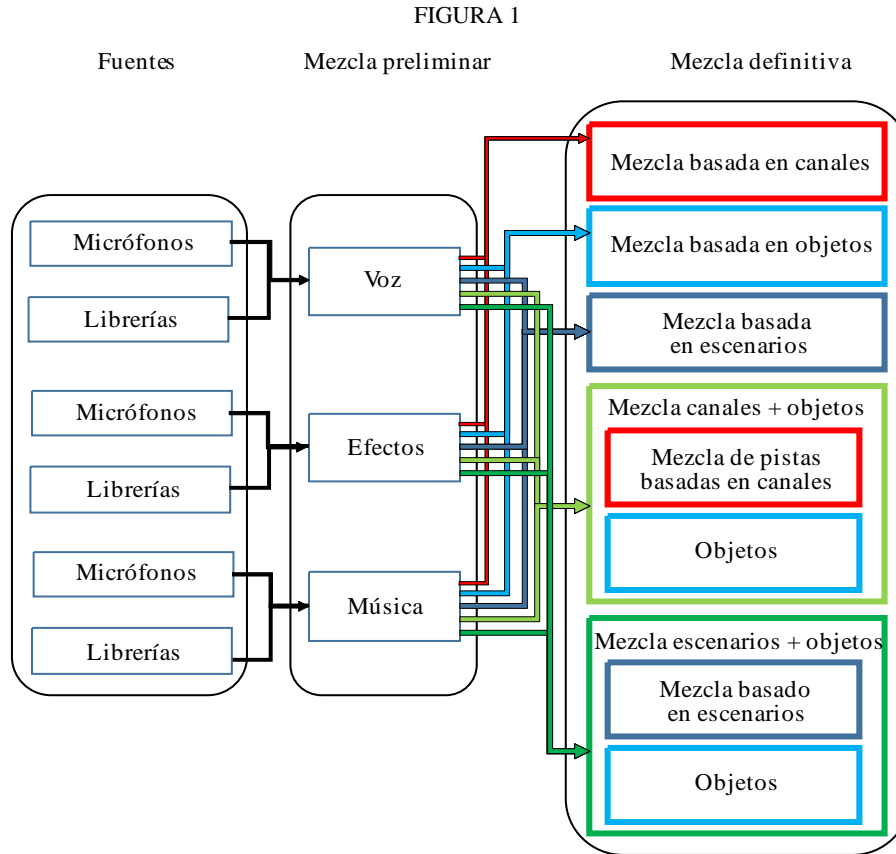 FIGURA 1
Fuentes
Mezcla preliminar
Mezcla definitiva
Micrófonos
Librerías
Micrófonos
Librerías
Micrófonos
Librerías
Voz
Efectos
Música
Mezcla basada en canales
Mezcla basada en objetos
Mezcla basada
en escenarios
Mezcla canales + objetos
Mezcla de pistas
basadas en canales
Objetos
Mezcla escenarios + objetos
Mezcla basado
en escenarios
Objetos